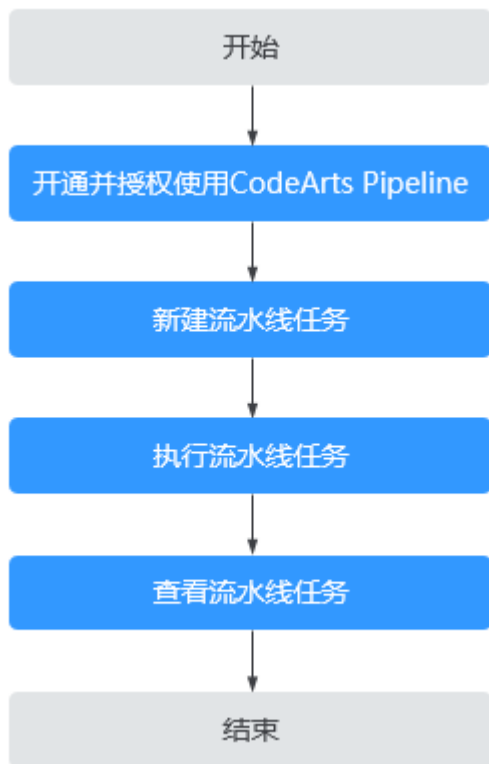 开始
开通并授权使用CodeArts Pipeline
新建流水线任务
执行流水线任务
查看流水线任务
结束